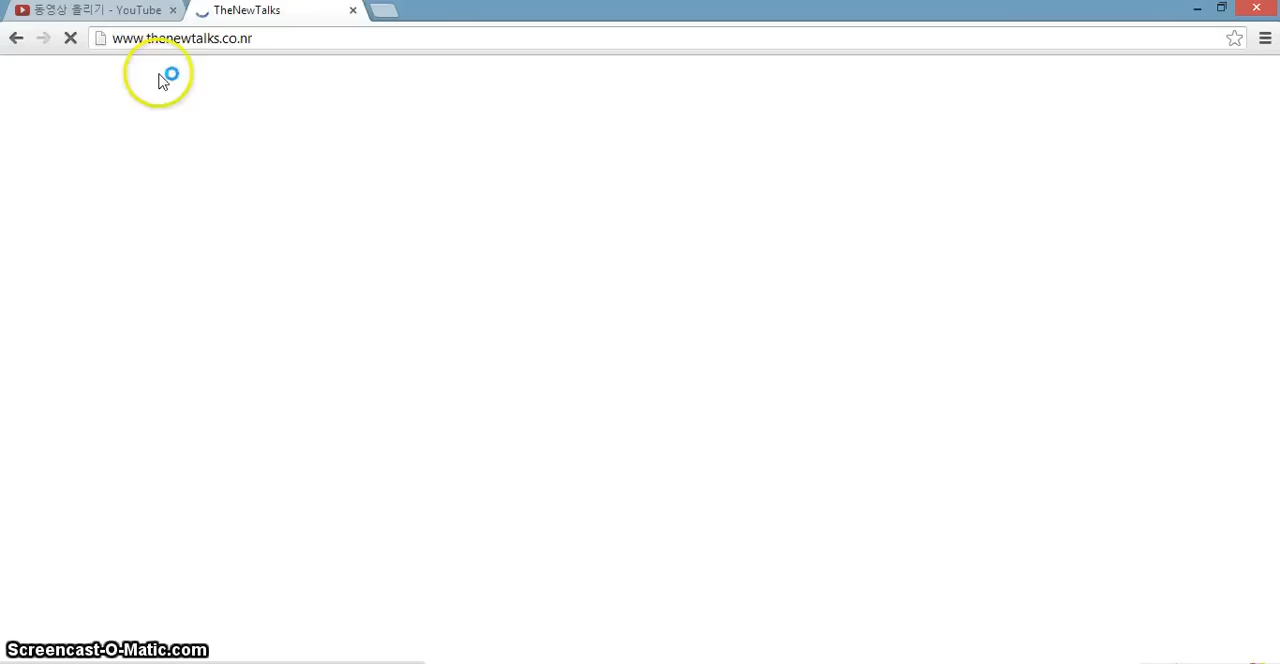 동영상 올리기 - YouTube
TheNewTalks
www.thenewtalks.co.nr
Screencast-O-Matic.com